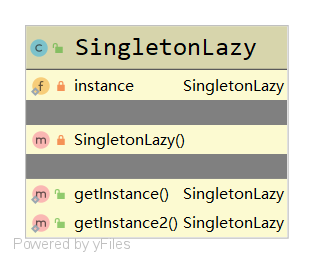 C SingletonLazy
f instance SingletonLazy
m SingletonLazy()
m getInstance() SingletonLazy
m getInstance2() SingletonLazy
Powered by yFiles